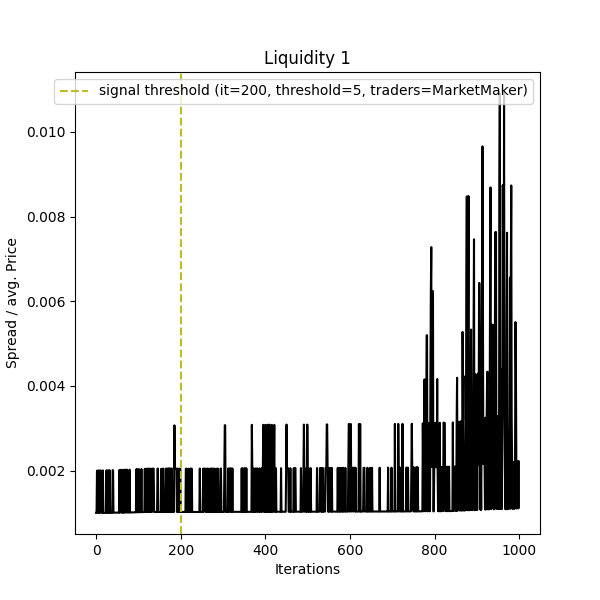 Liquidity 1
signal threshold (it=200, threshold=5, traders=MarketMaker)
0.010
0.008
0.006
0.004
0.002
Spread / avg. Price
0 200 400 600 800 1000
Iterations